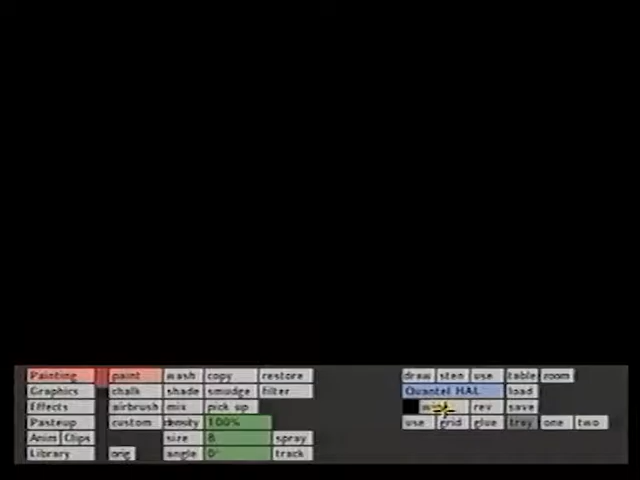 Painting paint wash copy restore draw sten use table room
Graphics chalk shade smudge filter Quantel HAL load
Effects airbrush mix pick up rev save
Pasteup custom density 100% use grid glue tray one two
Anim Clips size 8 spray
Library orig angle 0° track